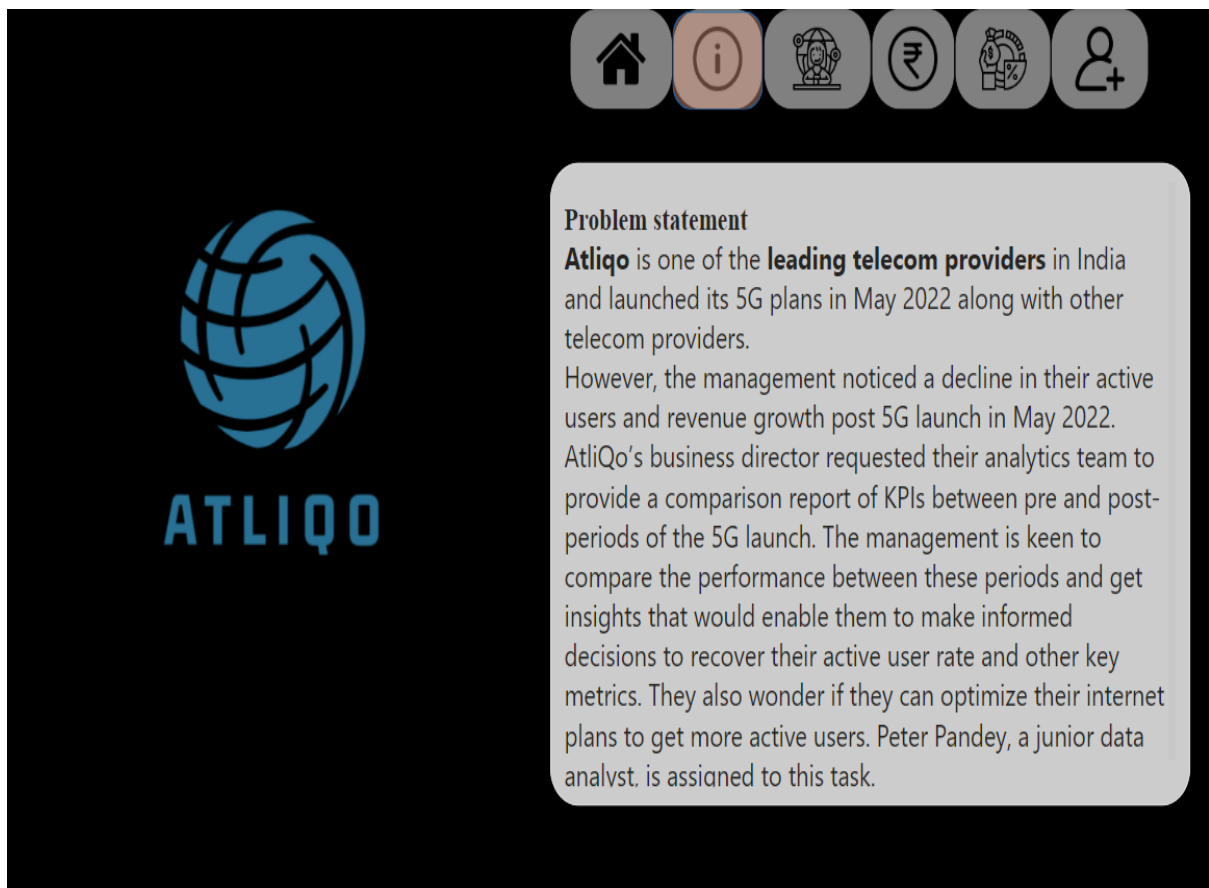 Problem statement
Atliqo is one of the leading telecom providers in India
and launched its 5G plans in May 2022 along with other
telecom providers.
However, the management noticed a decline in their active
users and revenue growth post 5G launch in May 2022.
AtliQo’s business director requested their analytics team to
provide a comparison report of KPIs between pre and post-
periods of the 5G launch. The management is keen to
compare the performance between these periods and get
insights that would enable them to make informed
decisions to recover their active user rate and other key
metrics. They also wonder if they can optimize their internet
plans to get more active users. Peter Pandey, a junior data
analyst, is assigned to this task.
ATLIQO